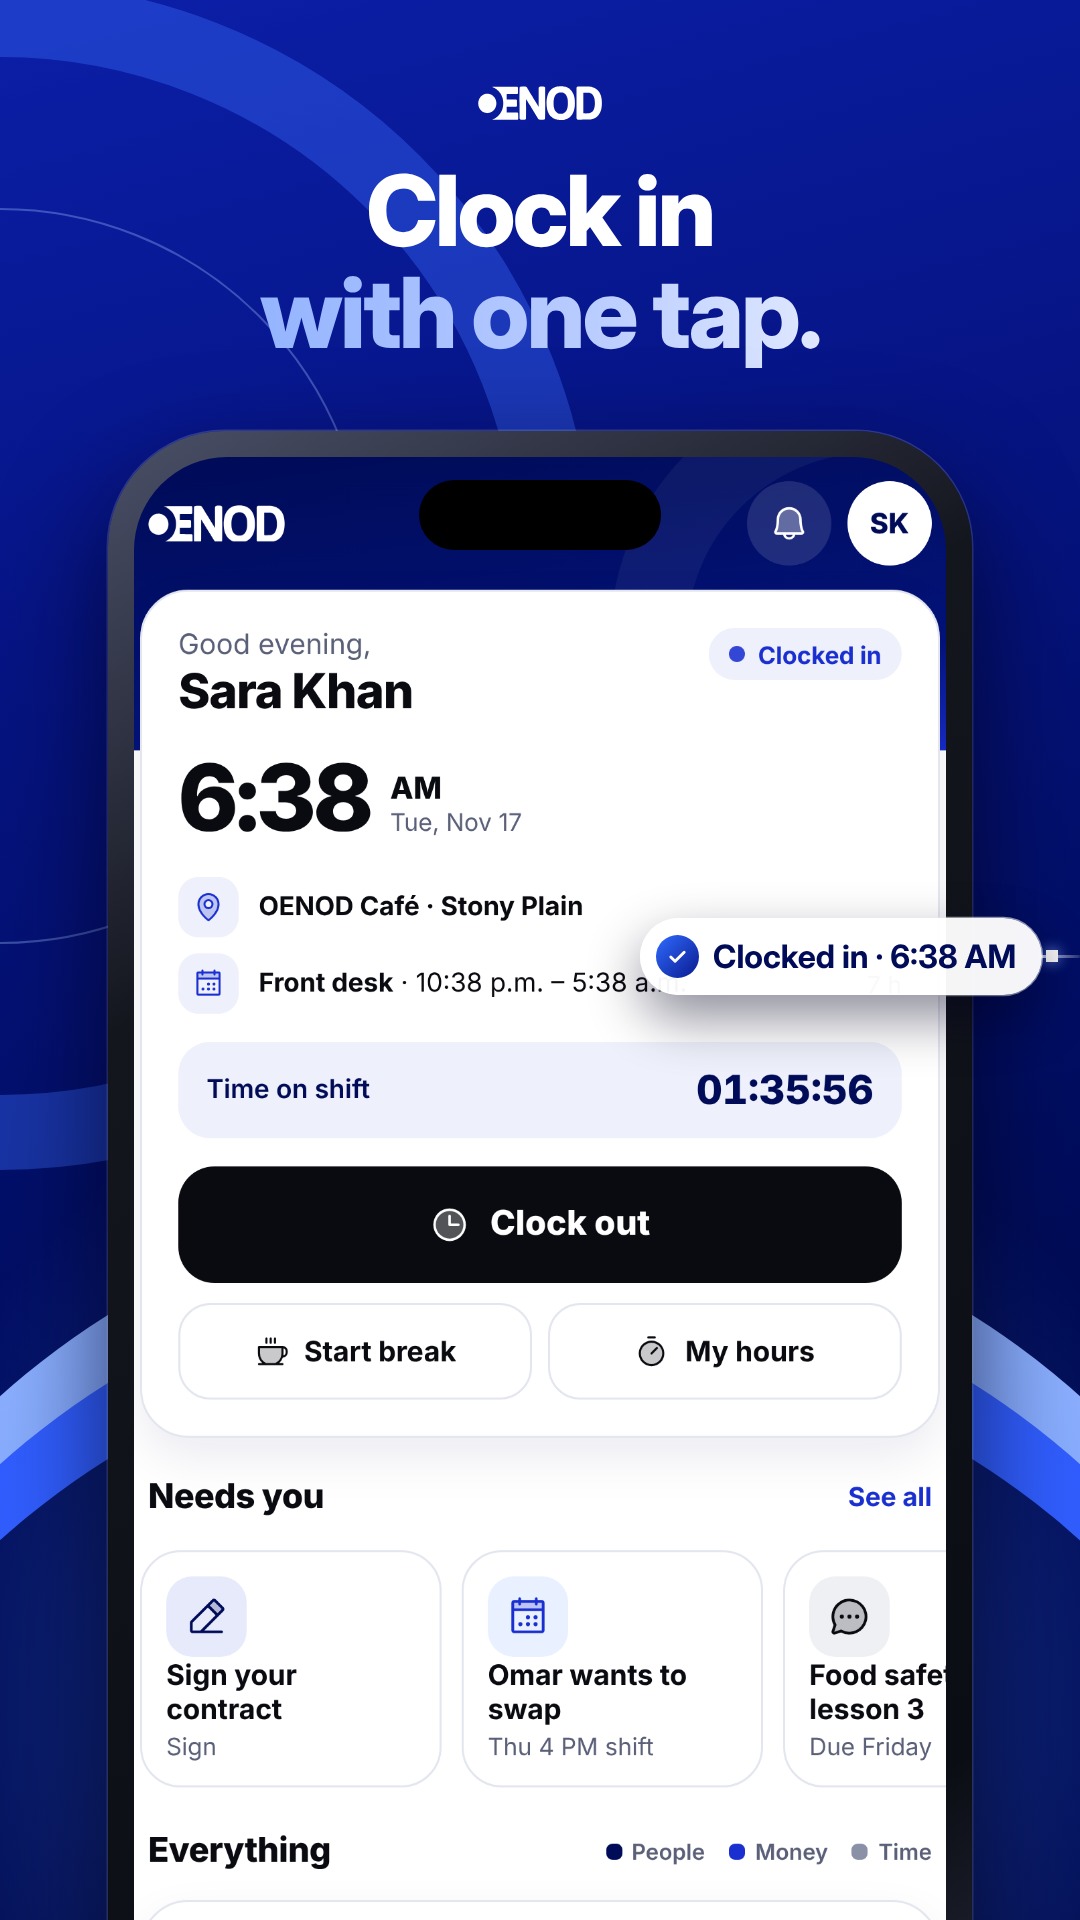 OENOD
Clock in
with one tap.
OENOD
SK
Good evening,
Sara Khan
Clocked in
6:38 AM
Tue, Nov 17
OENOD Café · Stony Plain
Clocked in · 6:38 AM
Front desk · 10:38 p.m. – 5:38 a.m.
7 h
Time on shift 01:35:56
Clock out
Start break
My hours
Needs you
See all
Sign your
contract
Sign
Omar wants to
swap
Thu 4 PM shift
Food safet
lesson 3
Due Friday
Everything
People
Money
Time